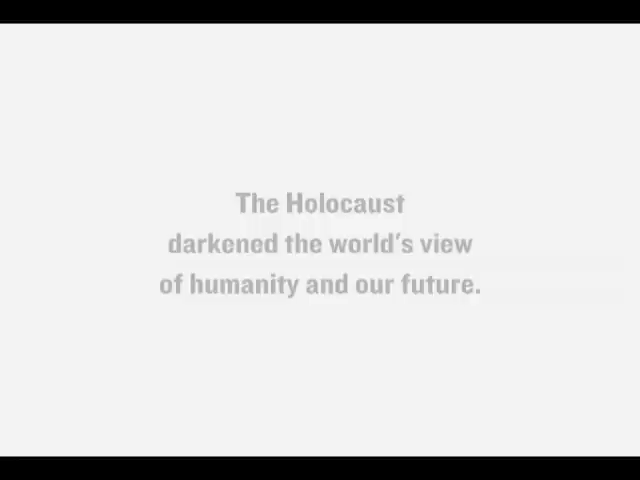 The Holocaust
darkened the world's view
of humanity and our future.